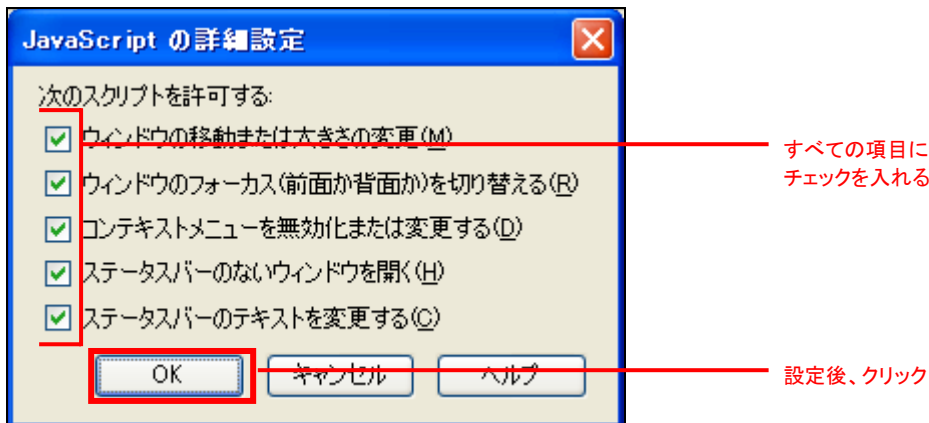 JavaScript の詳細設定
次のスクリプトを許可する:
ウィンドウの移動または大きさの変更(M)
すべての項目に
チェックを入れる
ウィンドウのフォーカス(前面か背面か)を切り替える(R)
コンテキストメニューを無効化または変更する(D)
ステータスバーのないウィンドウを開く(H)
ステータスバーのテキストを変更する(C)
OK キャンセル ヘルプ
設定後、クリック